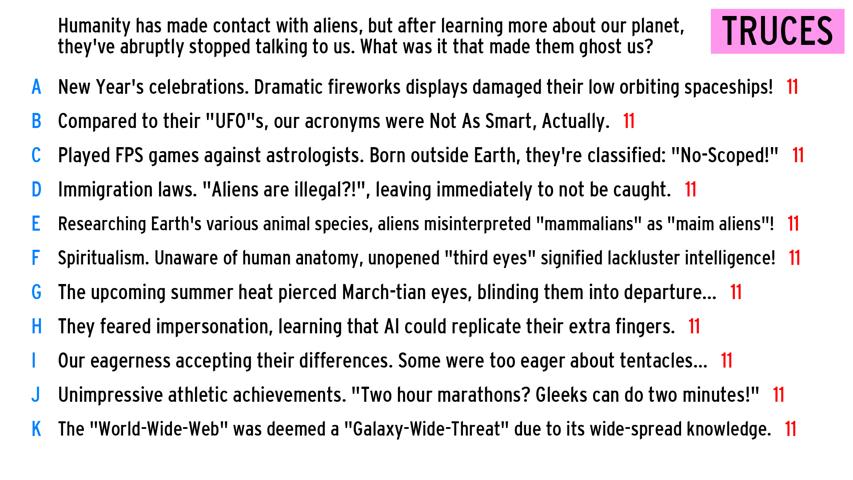 Humanity has made contact with aliens, but after learning more about our planet,
they've abruptly stopped talking to us. What was it that made them ghost us?
TRUCES
A New Year's celebrations. Dramatic fireworks displays damaged their low orbiting spaceships! 11
B Compared to their "UFO"s, our acronyms were Not As Smart, Actually. 11
C Played FPS games against astrologists. Born outside Earth, they're classified: "No-Scoped!" 11
D Immigration laws. "Aliens are illegal?!", leaving immediately to not be caught. 11
E Researching Earth's various animal species, aliens misinterpreted "mammalians" as "maim aliens"! 11
F Spiritualism. Unaware of human anatomy, unopened "third eyes" signified lackluster intelligence! 11
G The upcoming summer heat pierced March-tian eyes, blinding them into departure... 11
H They feared impersonation, learning that AI could replicate their extra fingers. 11
I Our eagerness accepting their differences. Some were too eager about tentacles... 11
J Unimpressive athletic achievements. "Two hour marathons? Gleeks can do two minutes!" 11
K The "World-Wide-Web" was deemed a "Galaxy-Wide-Threat" due to its wide-spread knowledge. 11